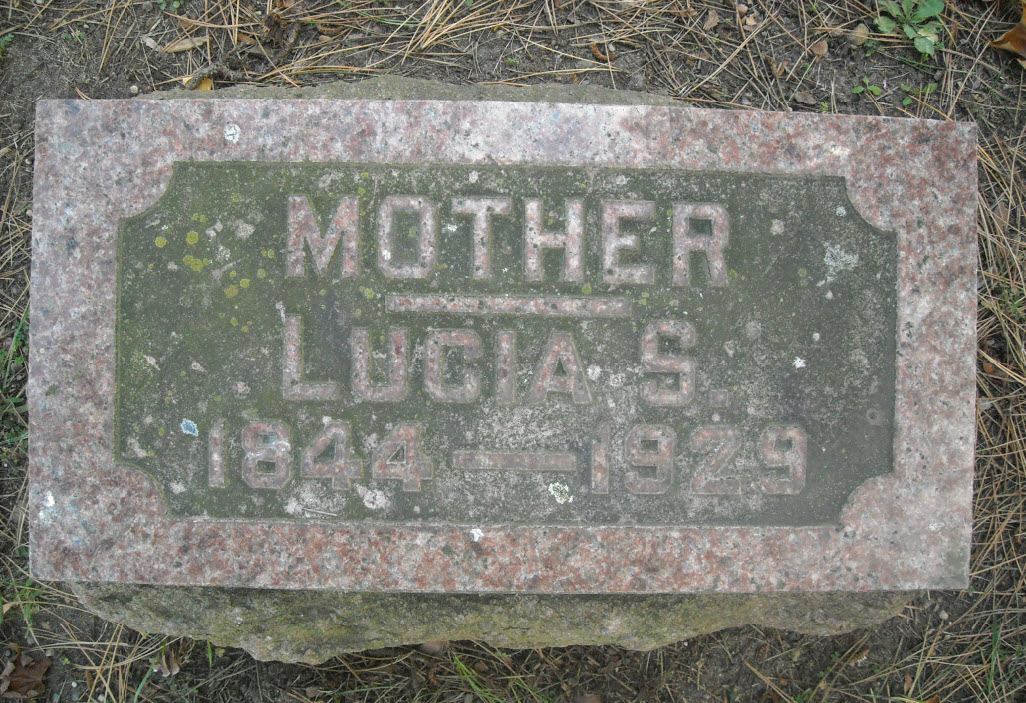 MOTHER
LUCIA S.
1844 — 1929